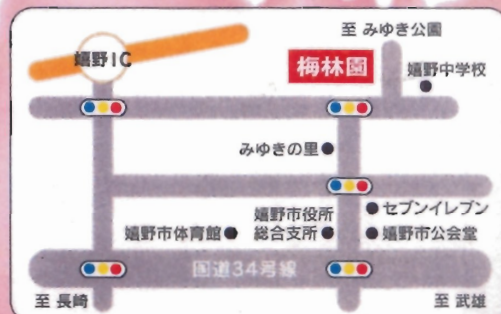 至 みゆき公園
嬉野IC
梅林園
嬉野中学校
みゆきの里
セブンイレブン
嬉野市役所
総合支所
嬉野市体育館
嬉野市公会堂
国道34号線
至 長崎
至 武雄